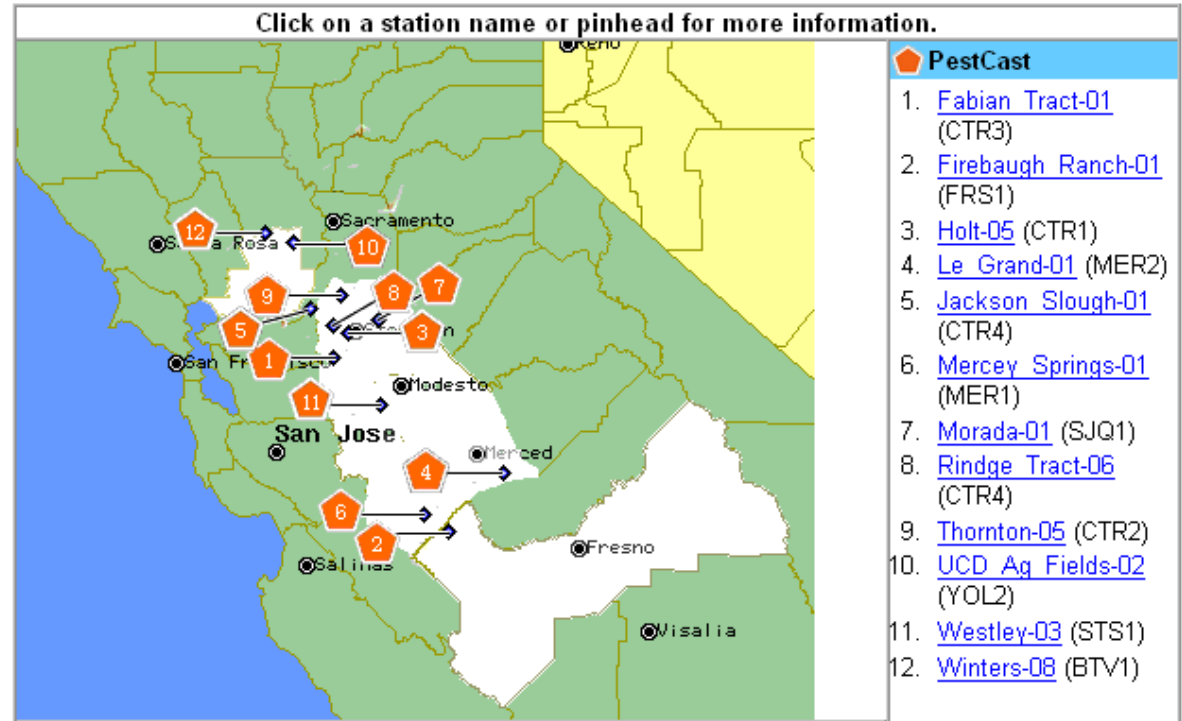 Click on a station name or pinhead for more information.
Reno
Sacramento
12
10
S a Rosa
9
8
7
5
S n
3
1
San Fr isco
Modesto
11
San Jose
Merced
4
6
2
Fresno
Salinas
Visalia
PestCast
1. Fabian Tract-01
(CTR3)
2. Firebaugh Ranch-01
(FRS1)
3. Holt-05 (CTR1)
4. Le Grand-01 (MER2)
5. Jackson Slough-01
(CTR4)
6. Mercey Springs-01
(MER1)
7. Morada-01 (SJQ1)
8. Rindge Tract-06
(CTR4)
9. Thornton-05 (CTR2)
10. UCD Ag Fields-02
(YOL2)
11. Westley-03 (STS1)
12. Winters-08 (BTV1)